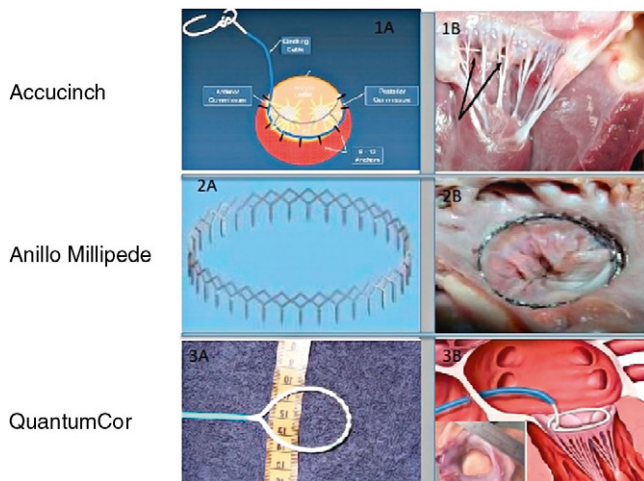 Accucinch
1A
Cinching
Cable
Anterior
Commissure
Posterior
Commissure
Anchors
1B
Anillo Millipede
2A
2B
QuantumCor
3A
3B